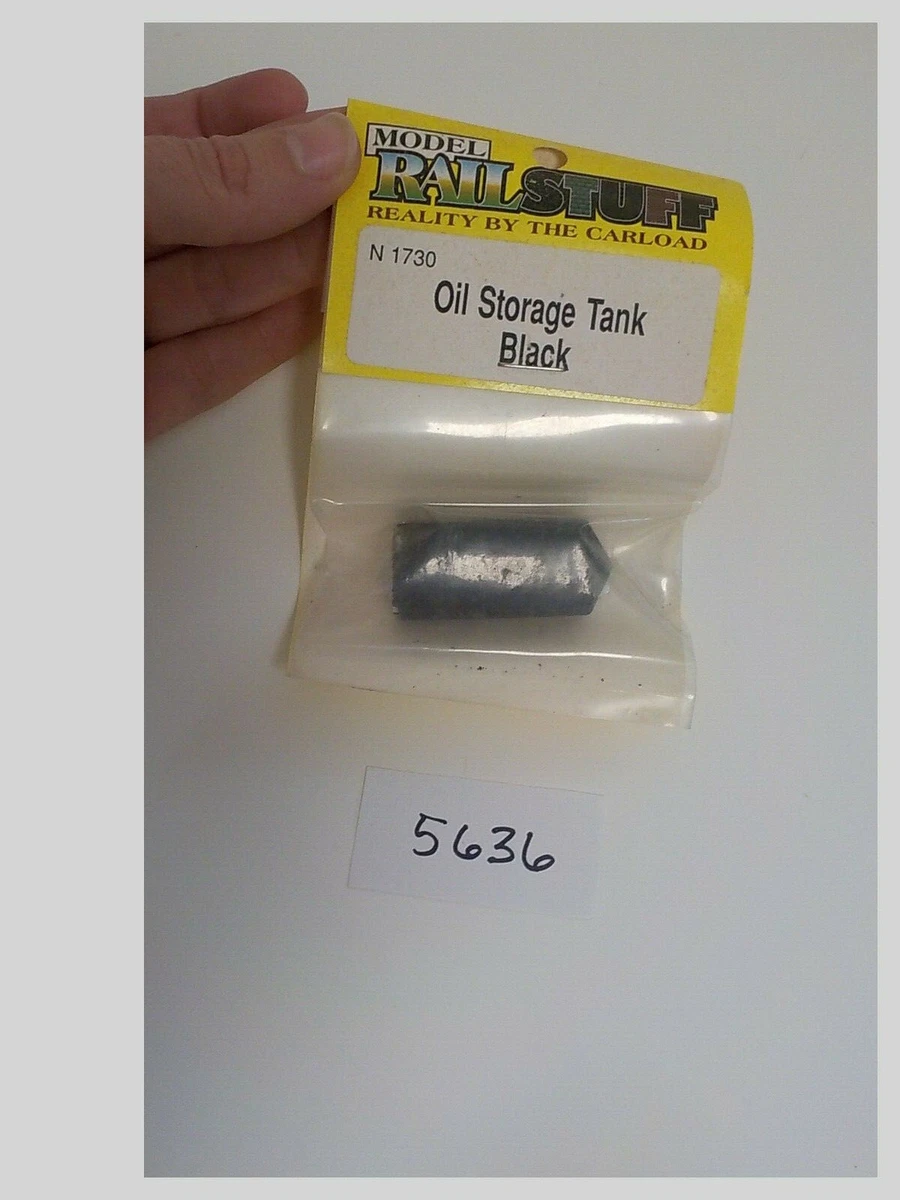 MODEL
RAILSTUFF
REALITY BY THE CARLOAD
N 1730
Oil Storage Tank
Black
5636